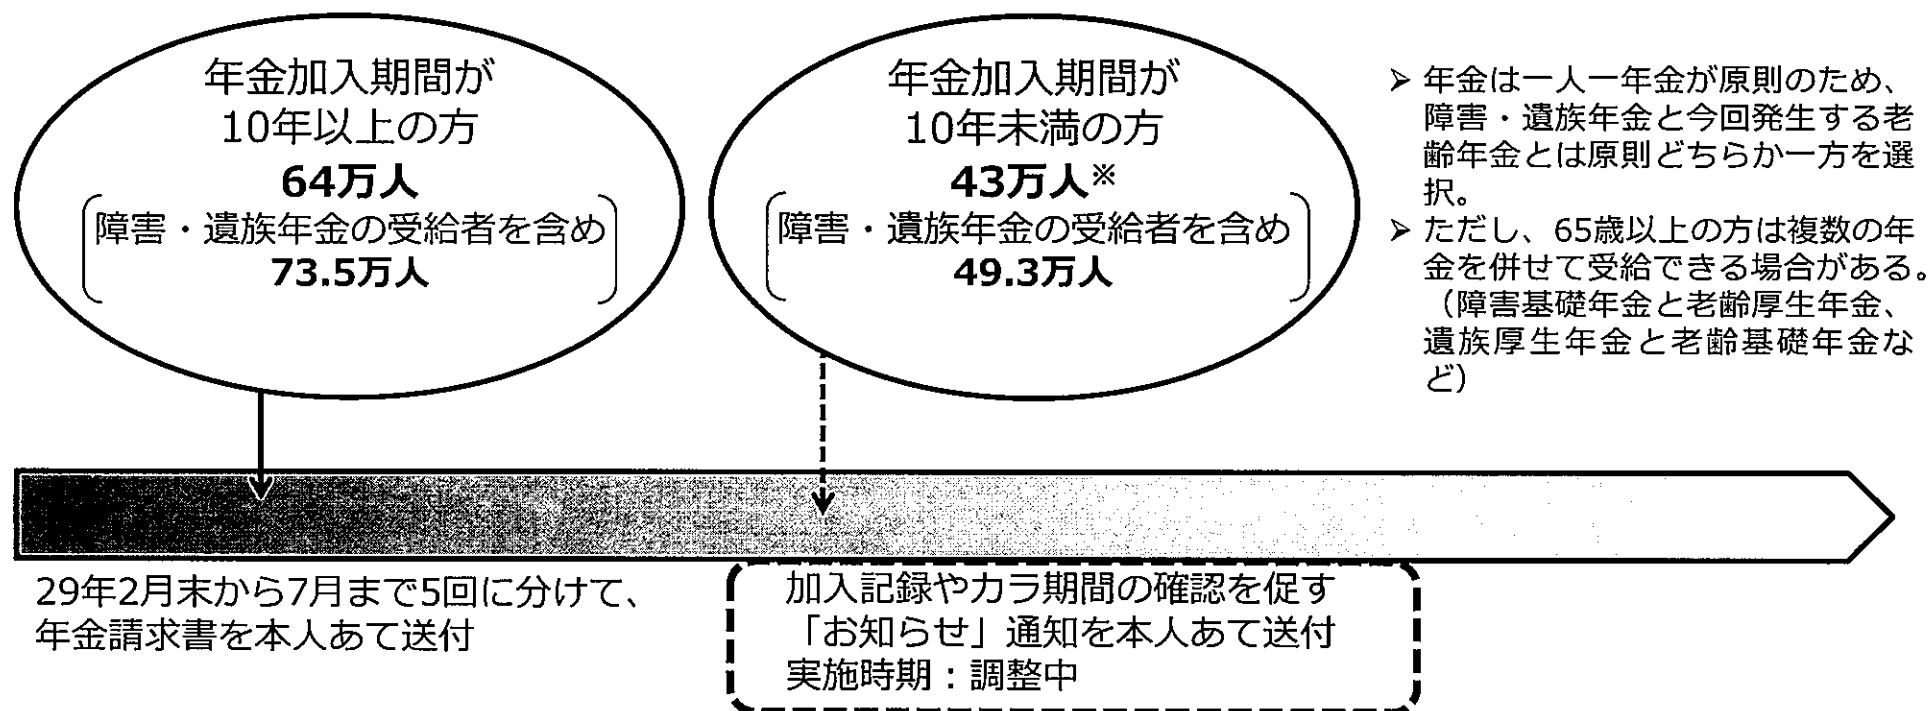 年金加入期間が
10年以上の方
64万人
障害・遺族年金の受給者を含め
73.5万人
年金加入期間が
10年未満の方
43万人※
障害・遺族年金の受給者を含め
49.3万人
➢ 年金は一人一年金が原則のため、
障害・遺族年金と今回発生する老
齢年金とは原則どちらか一方を選
択。
➢ ただし、65歳以上の方は複数の年
金を併せて受給できる場合がある。
（障害基礎年金と老齢厚生年金、
遺族厚生年金と老齢基礎年金な
ど）
29年2月末から7月まで5回に分けて、
年金請求書を本人あて送付
加入記録やカラ期間の確認を促す
「お知らせ」通知を本人あて送付
実施時期：調整中